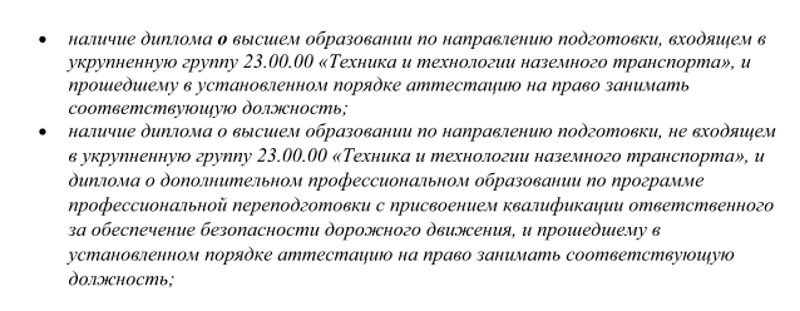 • наличие диплома о высшем образовании по направлению подготовки, входящем в
укрупненную группу 23.00.00 «Техника и технологии наземного транспорта», и
прошедшему в установленном порядке аттестацию на право занимать
соответствующую должность;
• наличие диплома о высшем образовании по направлению подготовки, не входящем
в укрупненную группу 23.00.00 «Техника и технологии наземного транспорта», и
диплома о дополнительном профессиональном образовании по программе
профессиональной переподготовки с присвоением квалификации ответственного
за обеспечение безопасности дорожного движения, и прошедшему в
установленном порядке аттестацию на право занимать соответствующую
должность;